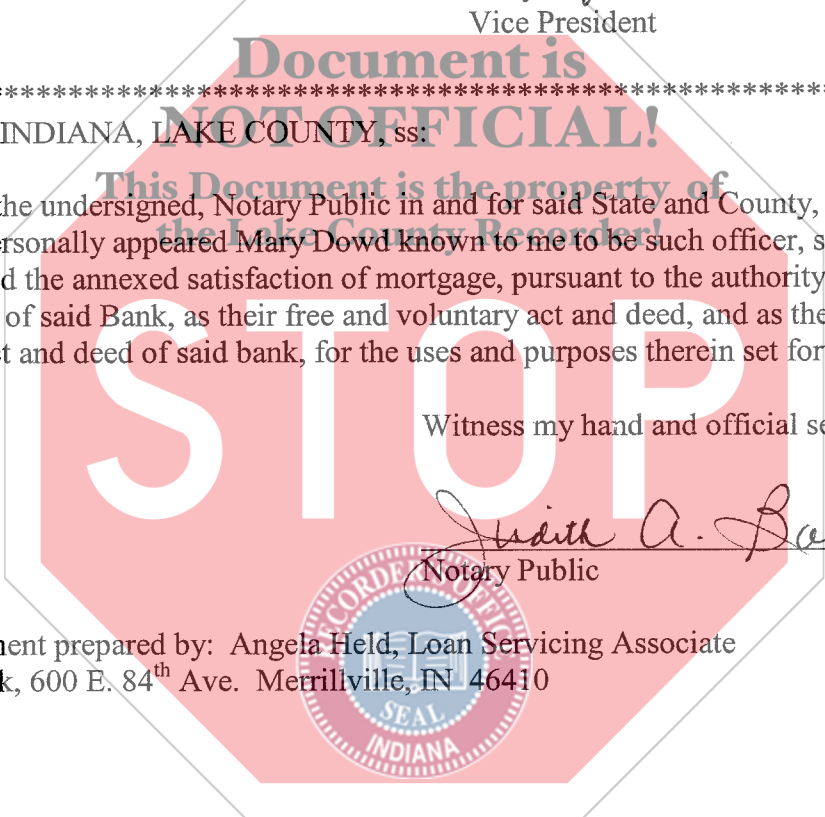 Vice President
Document is
********************************************************************
INDIANA, LAKE COUNTY, ss:
NOT OFFICIAL!
This Document is the property of
the undersigned, Notary Public in and for said State and County,
the Lake County Recorder!
ersonally appeared Mary Dowd known to me to be such officer, s
d the annexed satisfaction of mortgage, pursuant to the authority
of said Bank, as their free and voluntary act and deed, and as the
t and deed of said bank, for the uses and purposes therein set for
STOP
Witness my hand and official se
Judith A. Bo
Notary Public
RECORDER'S OFFIC
SEAL
INDIANA
ent prepared by: Angela Held, Loan Servicing Associate
k, 600 E. 84th Ave. Merrillville, IN 46410